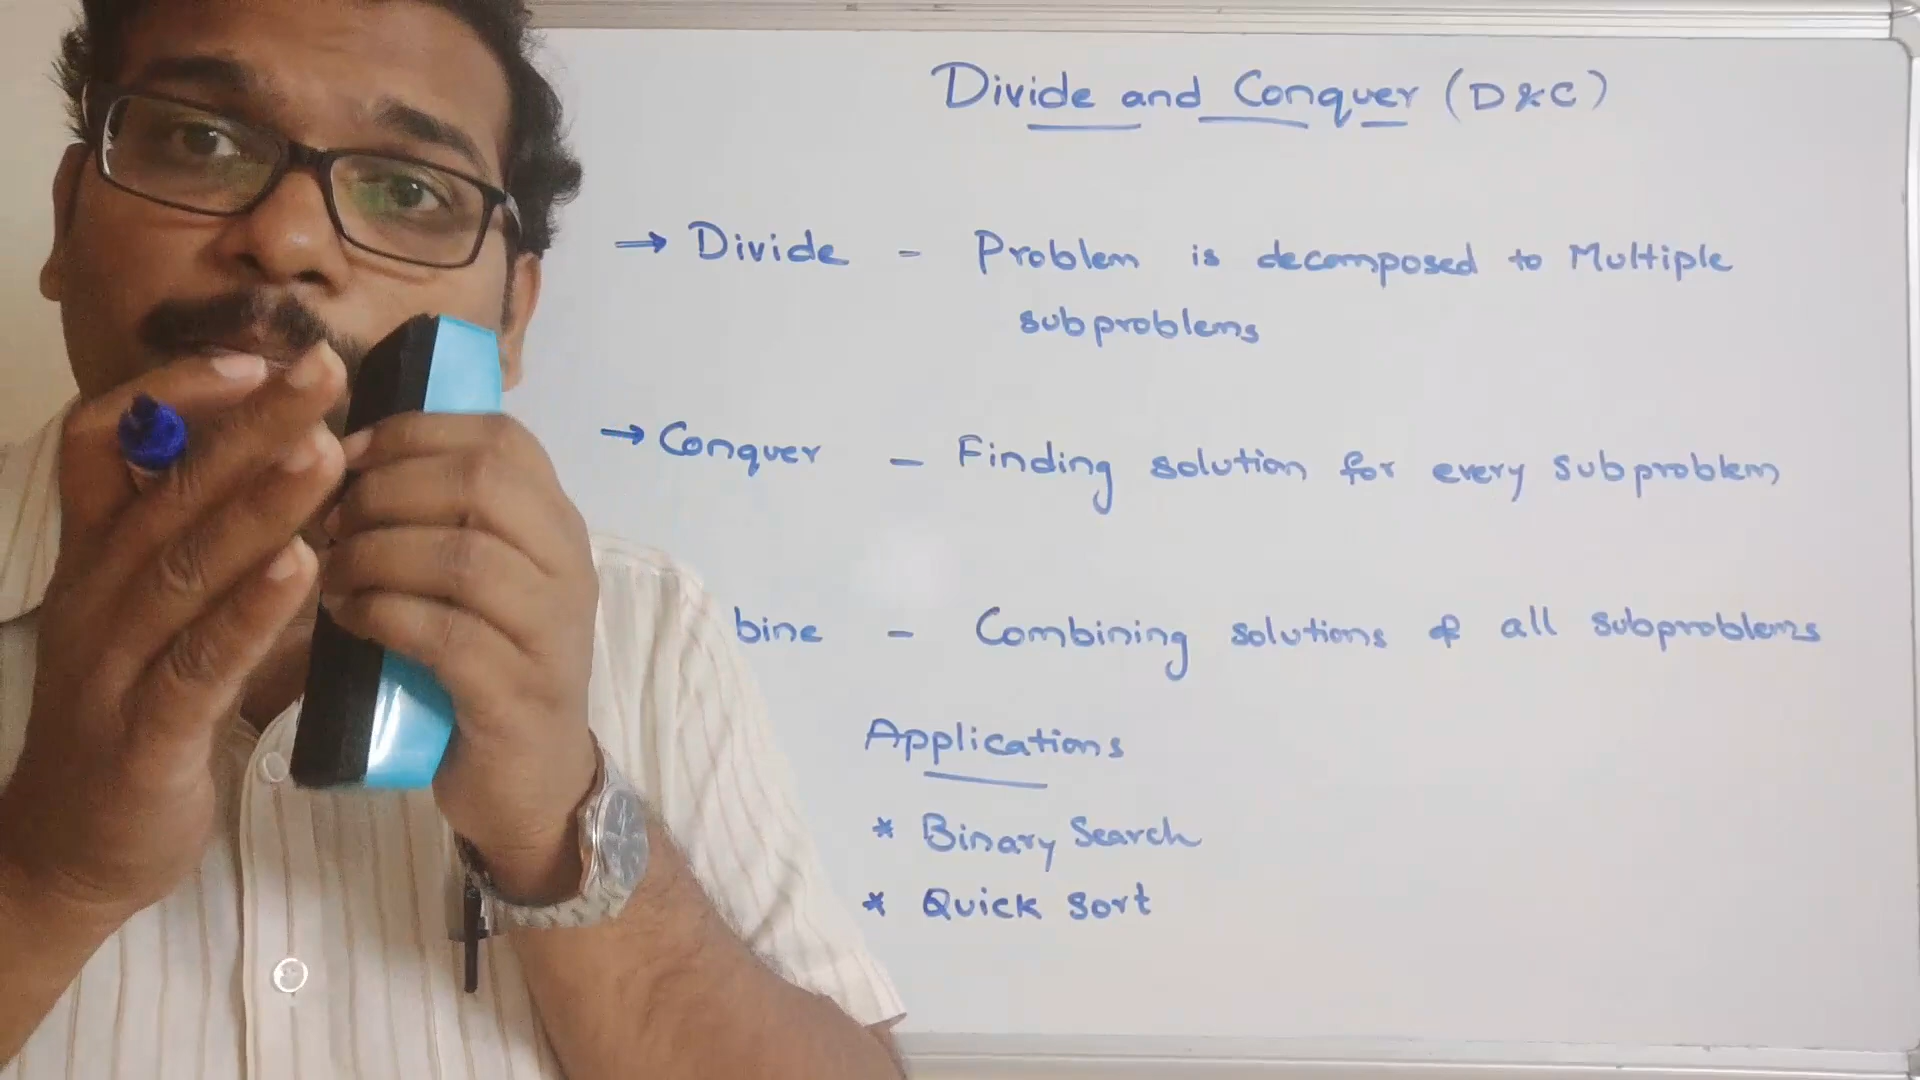 Divide and Conquer (D&C)
→ Divide - Problem is decomposed to Multiple
subproblems
→ Conquer - Finding solution for every subproblem
bine - Combining solutions of all subproblems
Applications
* Binary Search
* Quick Sort